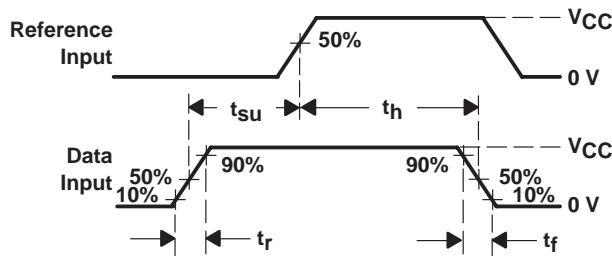 Reference
Input
50%
VCC
0 V
tsu
th
Data
Input
50%
10%
90%
90%
VCC
50%
10%
0 V
tr
tf